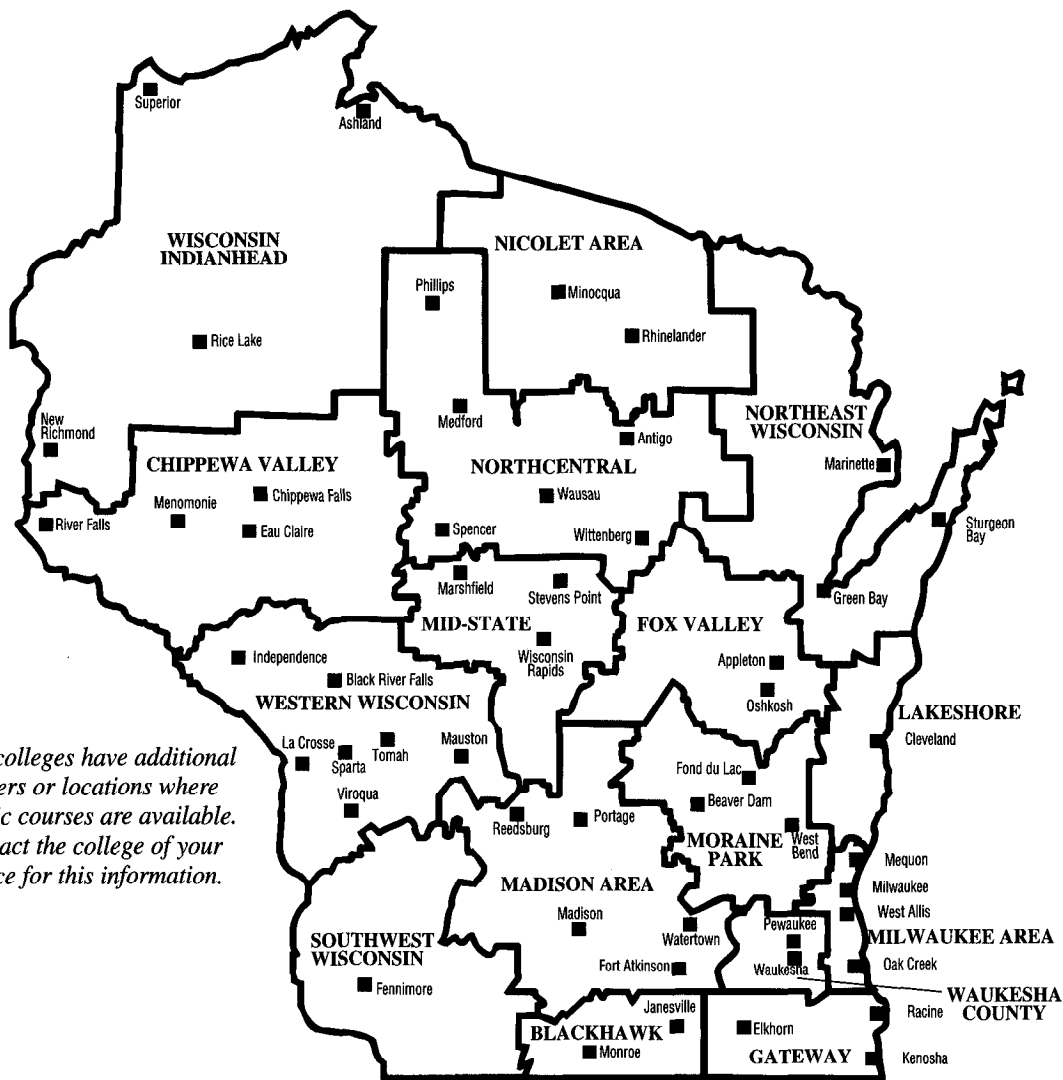 Superior
Ashland
WISCONSIN
INDIANHEAD
NICOLET AREA
Phillips
Minocqua
Rice Lake
Rhinelander
New
Richmond
Medford
Antigo
NORTHEAST
WISCONSIN
CHIPPEWA VALLEY
NORTHCENTRAL
Marinette
Menomonie
Chippewa Falls
Wausau
River Falls
Eau Claire
Spencer
Wittenberg
Sturgeon
Bay
Marshfield
Stevens Point
Green Bay
MID-STATE
FOX VALLEY
Independence
Wisconsin
Rapids
Appleton
Black River Falls
Oshkosh
WESTERN WISCONSIN
LAKESHORE
La Crosse
Sparta
Tomah
Mauston
Cleveland
colleges have additional
ers or locations where
ic courses are available.
act the college of your
ce for this information.
Fond du Lac
Viroqua
Reedsburg
Portage
Beaver Dam
MORAINE
PARK
West
Bend
Mequon
MADISON AREA
Milwaukee
West Allis
Madison
Watertown
Pewaukee
MILWAUKEE AREA
SOUTHWEST
WISCONSIN
Fort Atkinson
Waukesha
Oak Creek
Fennimore
WAUKESHA
COUNTY
Janesville
Racine
BLACKHAWK
Elkhorn
Monroe
GATEWAY
Kenosha